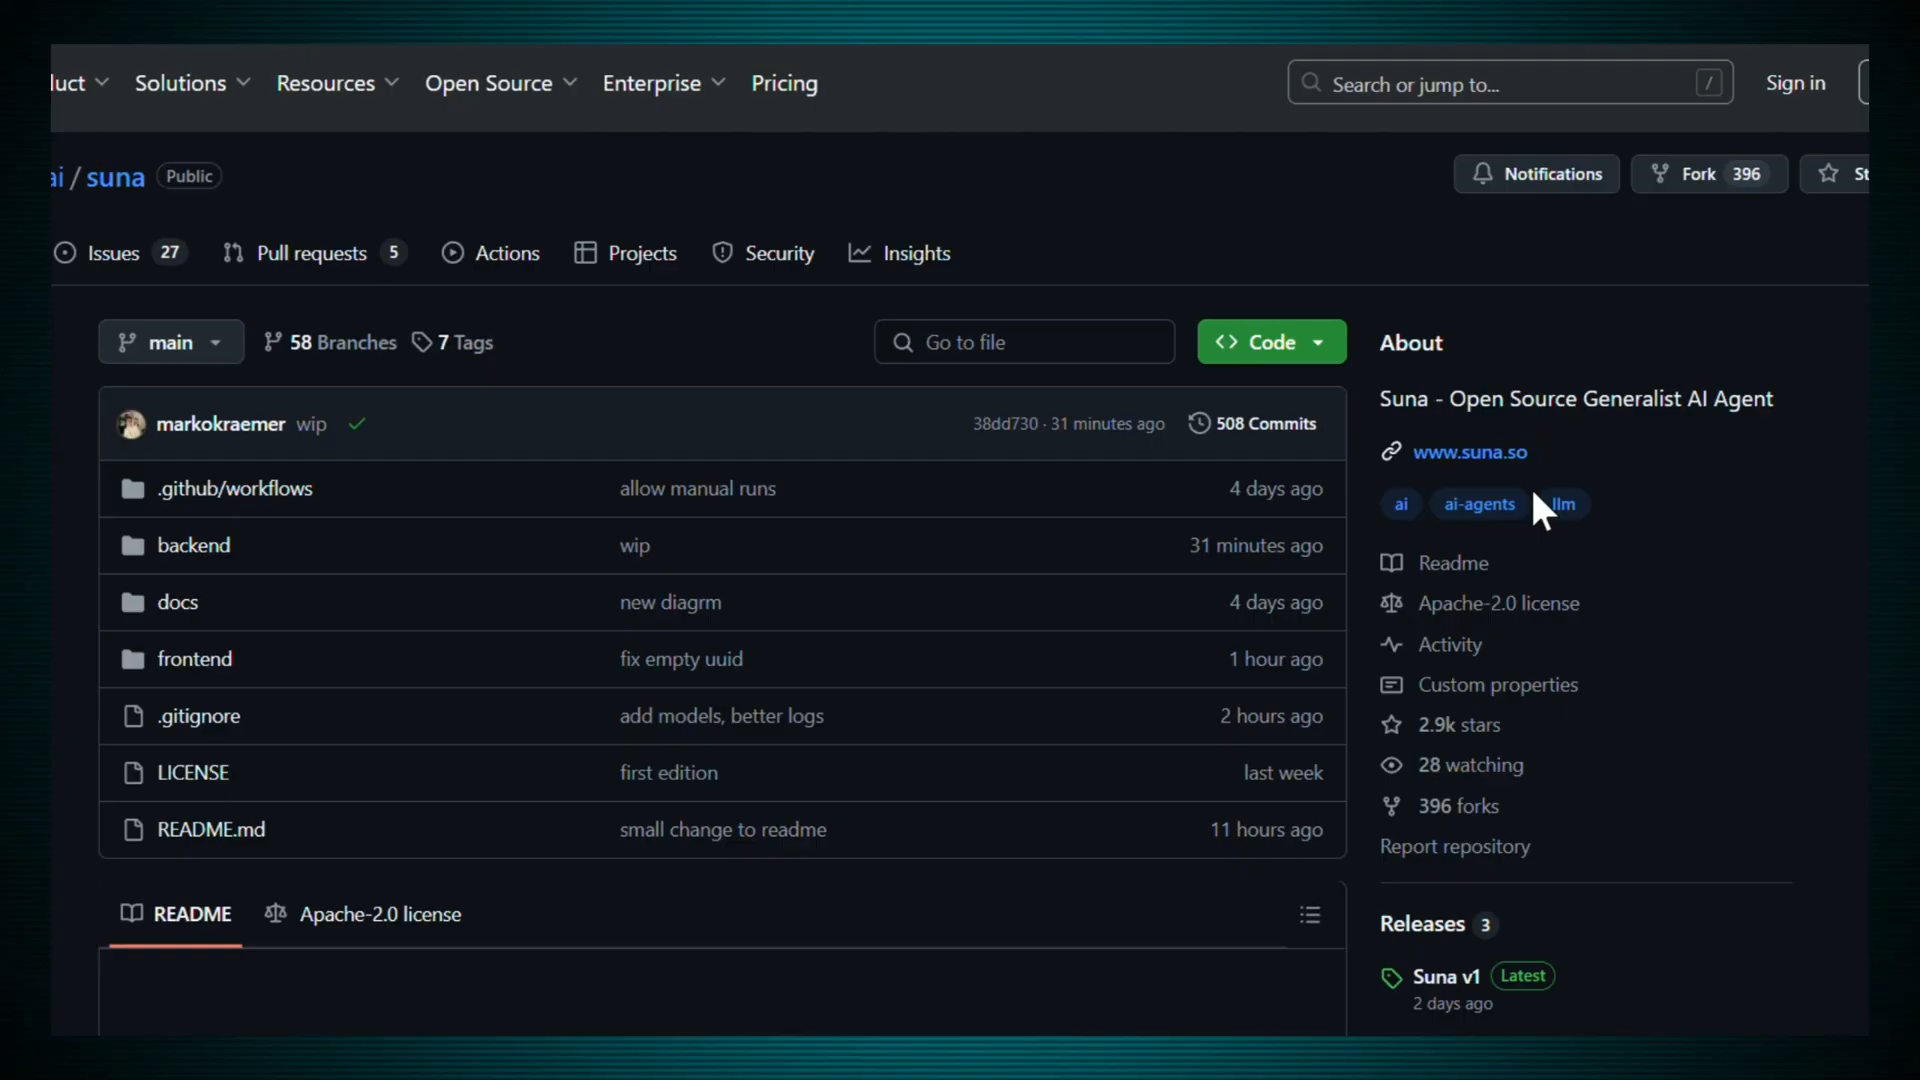 uct Solutions Resources Open Source Enterprise Pricing Search or jump to... / Sign in
ai / suna Public Notifications Fork 396 St
Issues 27 Pull requests 5 Actions Projects Security Insights
main 58 Branches 7 Tags Go to file Code
markokraemer wip 38dd730 · 31 minutes ago 508 Commits
.github/workflows allow manual runs 4 days ago
backend wip 31 minutes ago
docs new diagrm 4 days ago
frontend fix empty uuid 1 hour ago
.gitignore add models, better logs 2 hours ago
LICENSE first edition last week
README.md small change to readme 11 hours ago
README Apache-2.0 license
About
Suna - Open Source Generalist AI Agent
www.suna.so
ai ai-agents llm
Readme
Apache-2.0 license
Activity
Custom properties
2.9k stars
28 watching
396 forks
Report repository
Releases 3
Suna v1 Latest
2 days ago